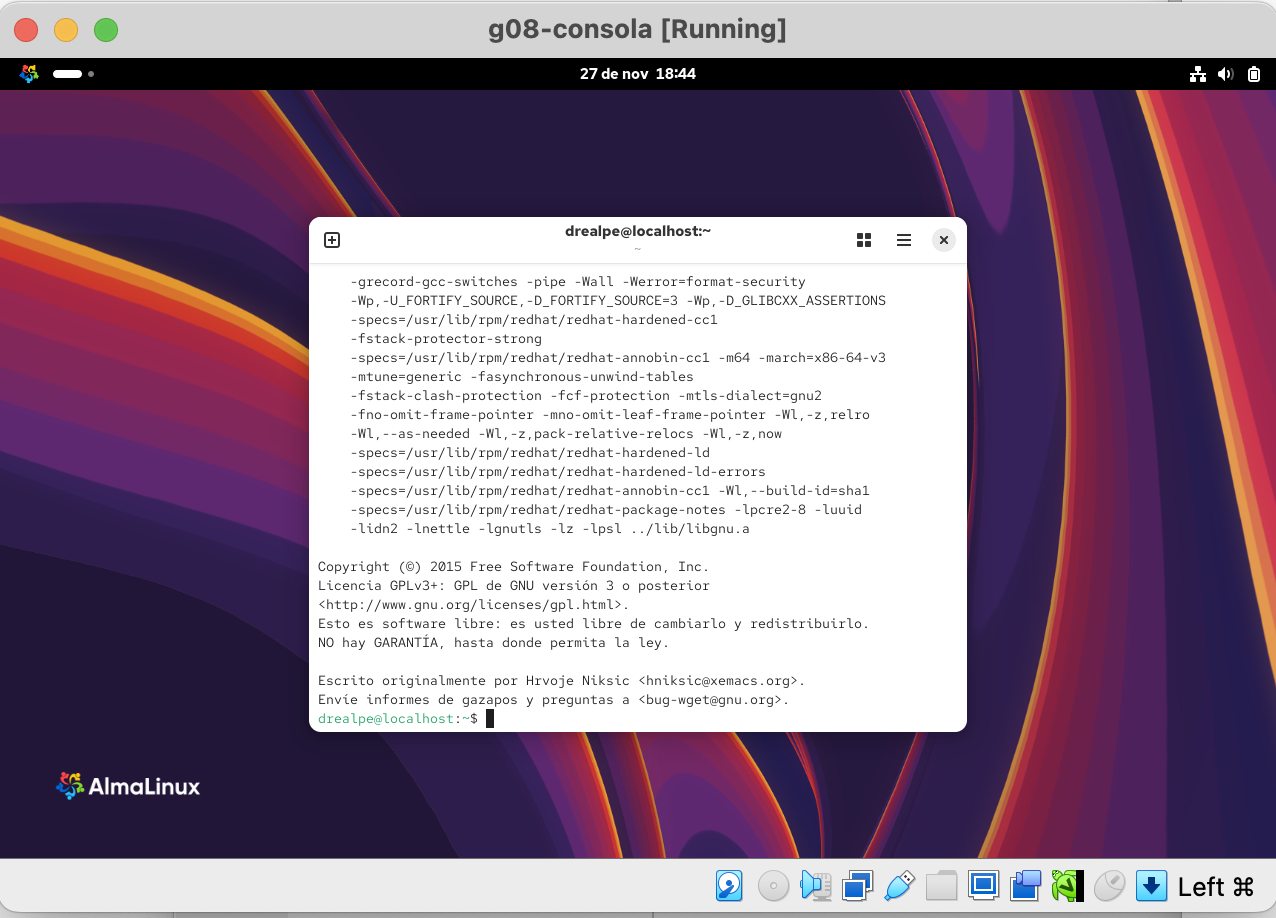 g08-consola [Running]
27 de nov 18:44
drealpe@localhost:~
~
-grecord-gcc-switches -pipe -Wall -Werror=format-security
-Wp,-U_FORTIFY_SOURCE,-D_FORTIFY_SOURCE=3 -Wp,-D_GLIBCXX_ASSERTIONS
-specs=/usr/lib/rpm/redhat/redhat-hardened-cc1
-fstack-protector-strong
-specs=/usr/lib/rpm/redhat/redhat-annobin-cc1 -m64 -march=x86-64-v3
-mtune=generic -fasynchronous-unwind-tables
-fstack-clash-protection -fcf-protection -mtls-dialect=gnu2
-fno-omit-frame-pointer -mno-omit-leaf-frame-pointer -Wl,-z,relro
-Wl,--as-needed -Wl,-z,pack-relative-relocs -Wl,-z,now
-specs=/usr/lib/rpm/redhat/redhat-hardened-ld
-specs=/usr/lib/rpm/redhat/redhat-hardened-ld-errors
-specs=/usr/lib/rpm/redhat/redhat-annobin-cc1 -Wl,--build-id=sha1
-specs=/usr/lib/rpm/redhat/redhat-package-notes -lpcre2-8 -luuid
-lidn2 -lnettle -lgnutls -lz -lpsl ../lib/libgnu.a
Copyright (©) 2015 Free Software Foundation, Inc.
Licencia GPLv3+: GPL de GNU versión 3 o posterior
<http://www.gnu.org/licenses/gpl.html>.
Esto es software libre: es usted libre de cambiarlo y redistribuirlo.
NO hay GARANTÍA, hasta donde permita la ley.
Escrito originalmente por Hrvoje Niksic <hniksic@xemacs.org>.
Envíe informes de gazapos y preguntas a <bug-wget@gnu.org>.
drealpe@localhost:~$
AlmaLinux
Left ⌘